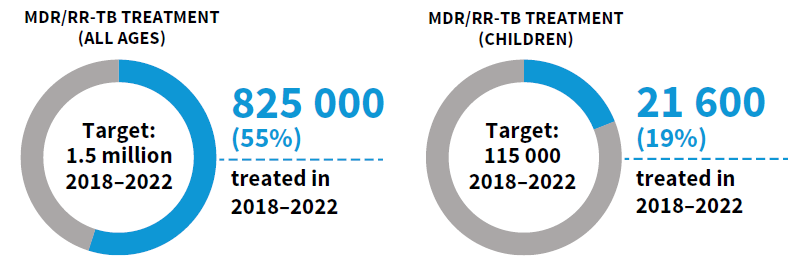 MDR/RR-TB TREATMENT
(ALL AGES)
Target:
1.5 million
2018–2022
825 000
(55%)
treated in
2018–2022
MDR/RR-TB TREATMENT
(CHILDREN)
Target:
115 000
2018–2022
21 600
(19%)
treated in
2018–2022